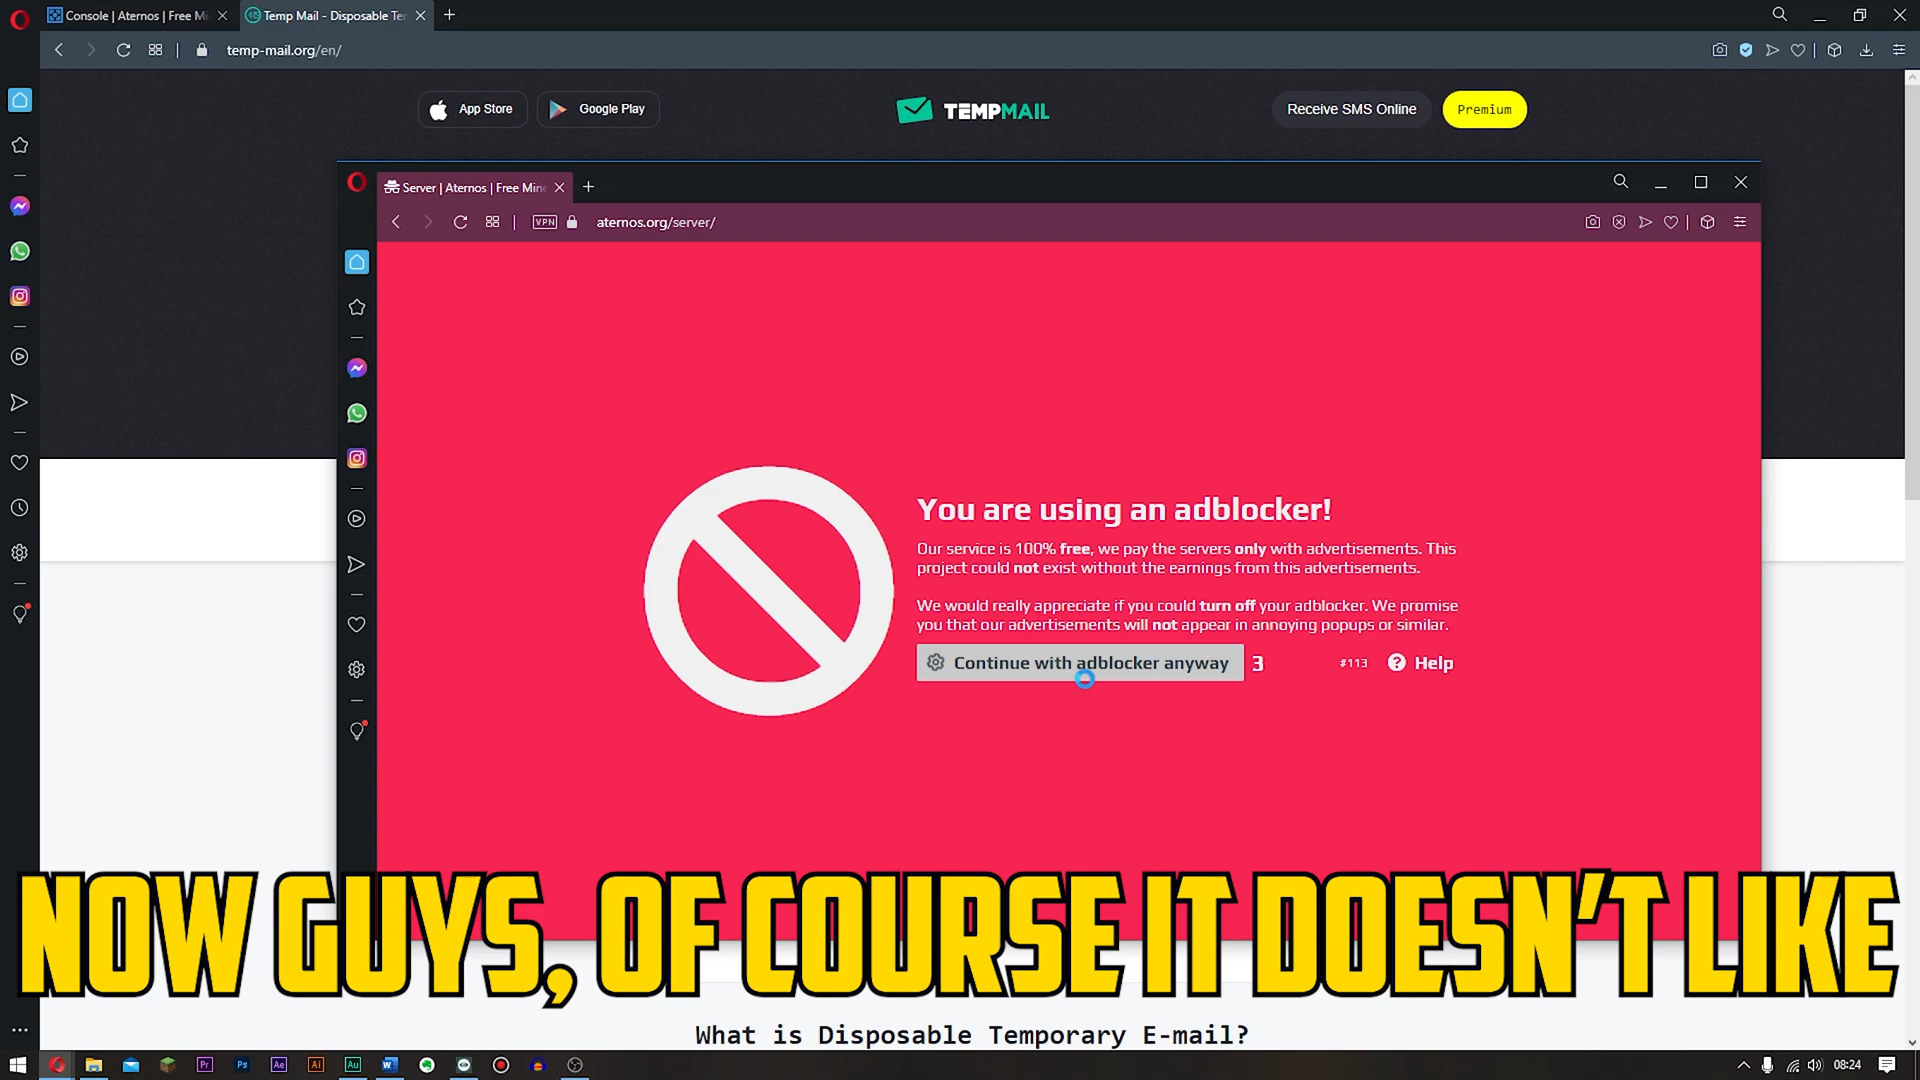 Console | Aternos | Free Mi
Temp Mail - Disposable Te
temp-mail.org/en/
App Store
Google Play
TEMPMAIL
Receive SMS Online
Premium
Server | Aternos | Free Mine
VPN
aternos.org/server/
You are using an adblocker!
Our service is 100% free, we pay the servers only with advertisements. This
project could not exist without the earnings from this advertisements.
We would really appreciate if you could turn off your adblocker. We promise
you that our advertisements will not appear in annoying popups or similar.
Continue with adblocker anyway 3 #113 ? Help
NOW GUYS, OF COURSE IT DOESN'T LIKE
What is Disposable Temporary E-mail?
Pr Ps Ae Ai Au W
08:24